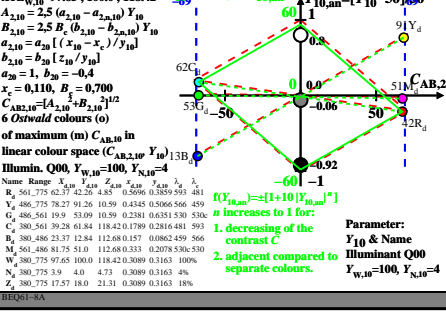 A2,10 = 2,5 (a2,10 −a2,n,10) Y10
B2,10 = 2,5 Bc (b2,10 −b2,n,10) Y10
a2,10=a20 [ (x10 −xc )/y10]
b2,10=b20 [z10/y10]
a20= 1, b20 = −0,4
xc = 0,110, Bc = 0,700
CAB2,10=[A2,10+B2,10]1/2
6 Ostwald colours (o)
of maximum (m) CAB,10 in
linear colour space (CAB,2,10, Y10)
Illumin. Q00, YW,10=100, YN,10=4
Name Range Xd,10 Yd,10 Zd,10 xd,10 yd,10 λd λc
Rd 561_775 62.37 42.26 4.85 0.5696 0.3859 593 481
Yd 486_775 78.27 91.26 10.59 0.4345 0.5066 566 459
Gd 486_561 19.9 53.09 10.59 0.2381 0.6351 530 530c
Cd 380_561 39.28 61.84 118.42 0.1789 0.2816 481 593
Bd 380_486 23.37 12.84 112.68 0.157 0.0862 459 566
Md 561_486 81.75 51.0 112.68 0.333 0.2078 530c 530
Wd 380_775 97.65 100.0 118.42 0.3089 0.3163 100%
Nd 380_775 3.9 4.0 4.73 0.3089 0.3163 4%
Zd 380_775 17.57 18.0 21.31 0.3089 0.3163 18%
60
1
91Yd
0.8
62Cd
0.0
51Md
CAB,2,
53Gd
−50
−0.06
50
42Rd
13Bd
−0.92
−60
−1
f(Y10,an)=±[1+10 |Y10,an|n]
n increases to 1 for:
1. decreasing of the
contrast C
2. adjacent compared to
separate colours.
Parameter:
Y10 & Name
Illuminant Q00
YW,10=100, YN,10=4
BEQ61−8A